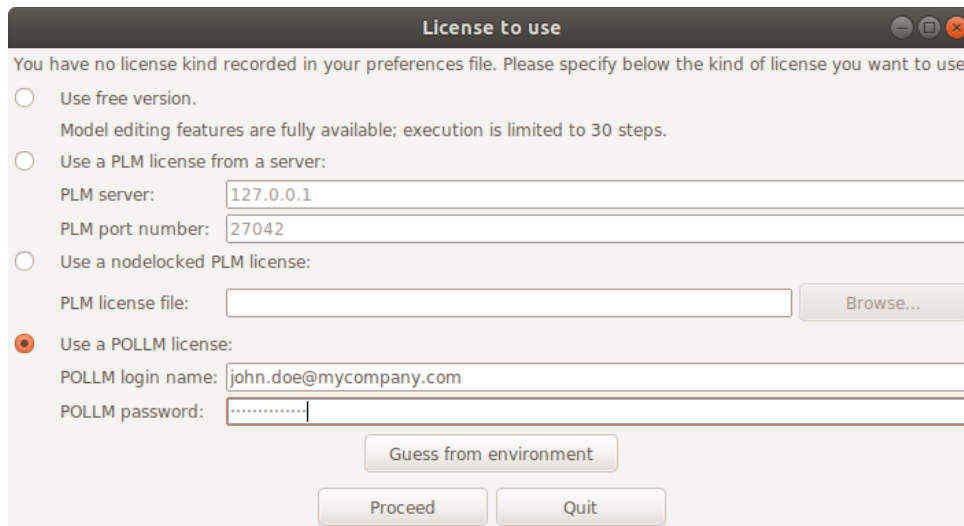 License to use
You have no license kind recorded in your preferences file. Please specify below the kind of license you want to use
Use free version.
Model editing features are fully available; execution is limited to 30 steps.
Use a PLM license from a server:
PLM server: 127.0.0.1
PLM port number: 27042
Use a nodelocked PLM license:
PLM license file: Browse...
Use a POLLM license:
POLLM login name: john.doe@mycompany.com
POLLM password: ··············
Guess from environment
Proceed Quit